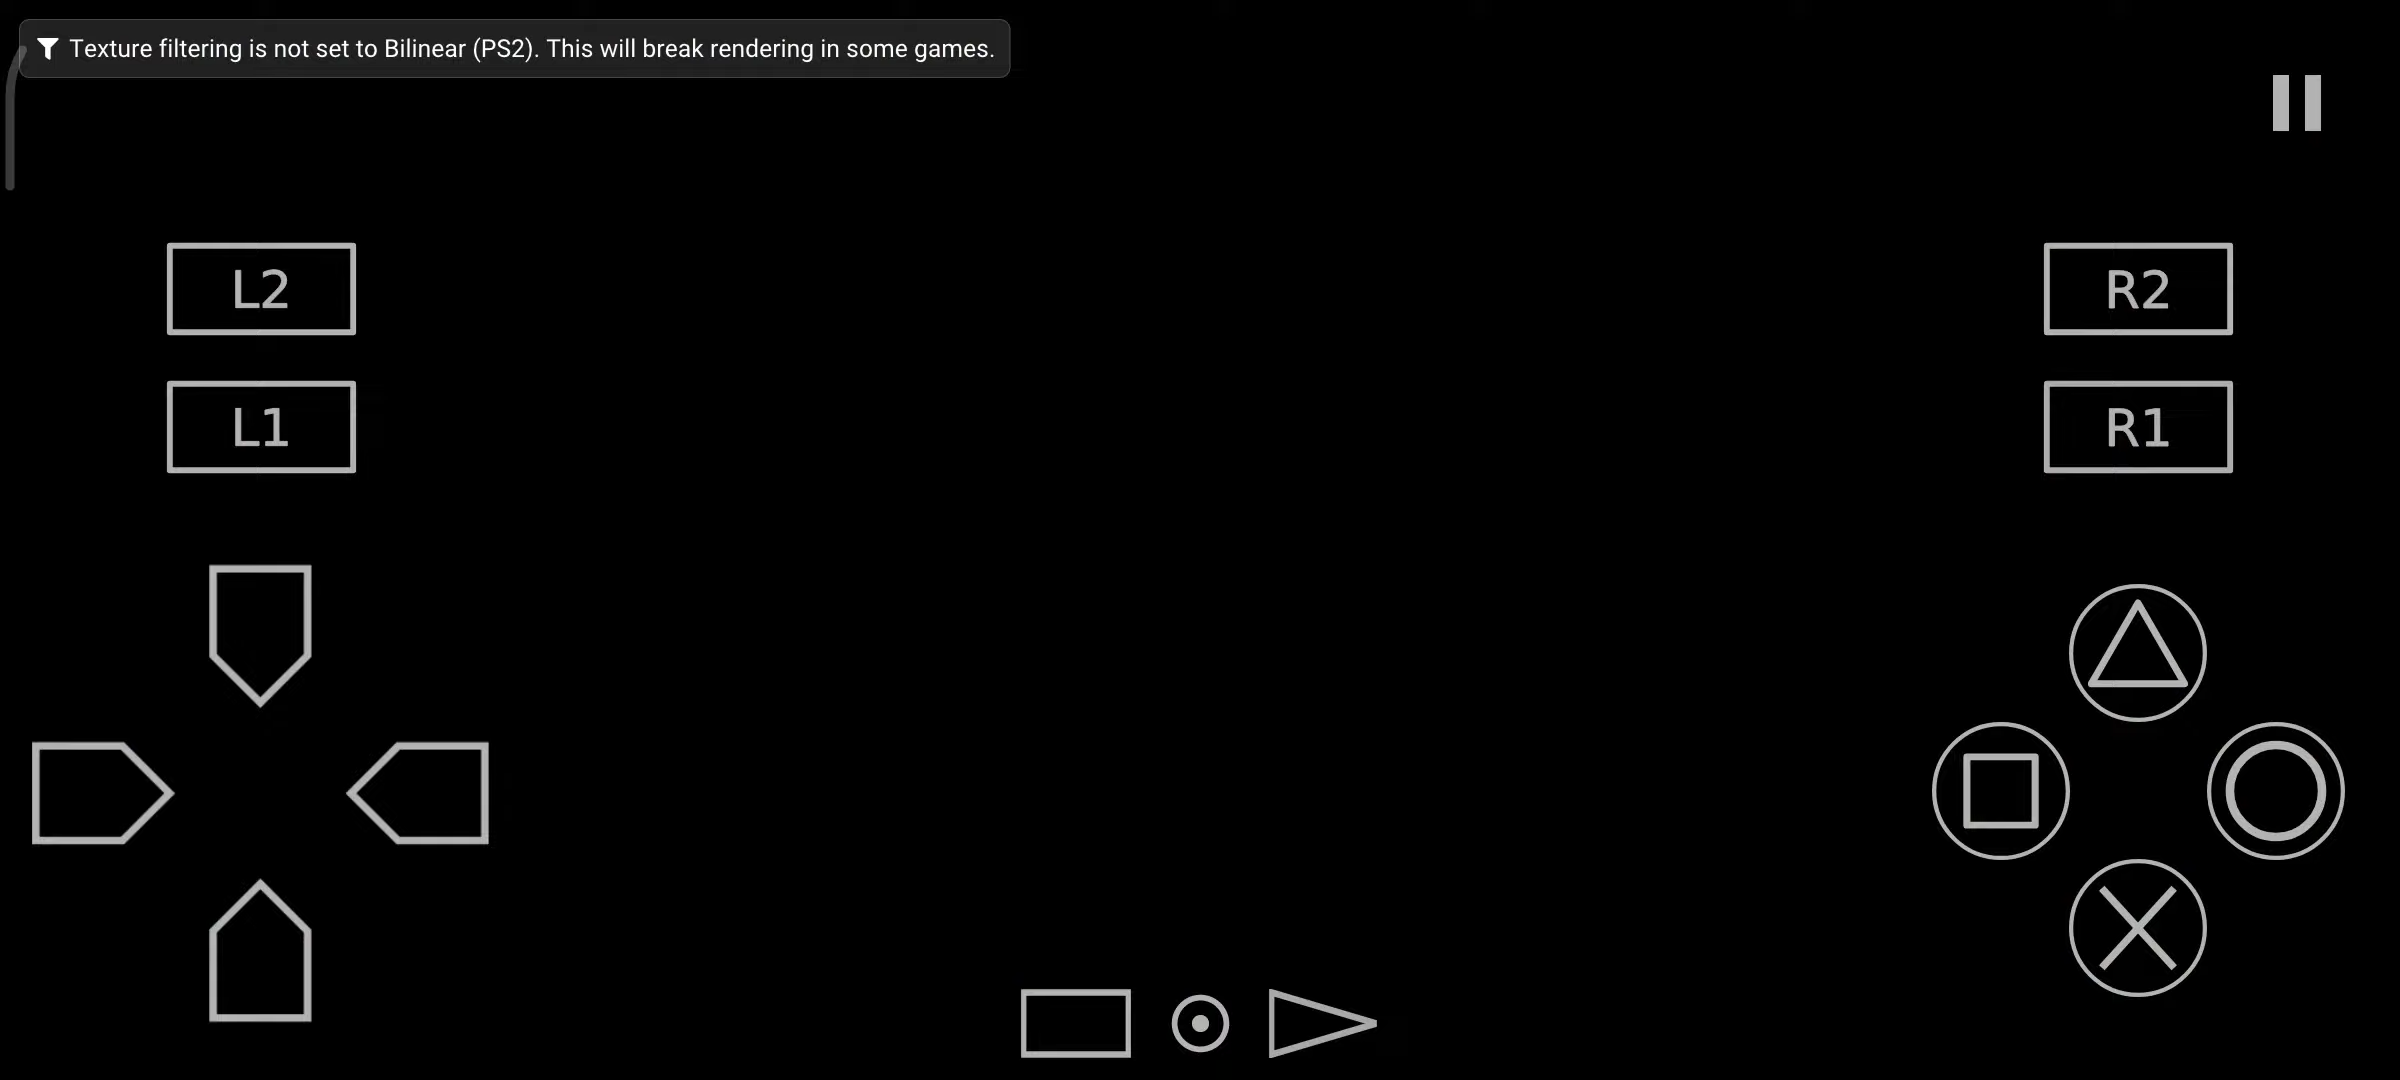 Texture filtering is not set to Bilinear (PS2). This will break rendering in some games.
L2
R2
L1
R1